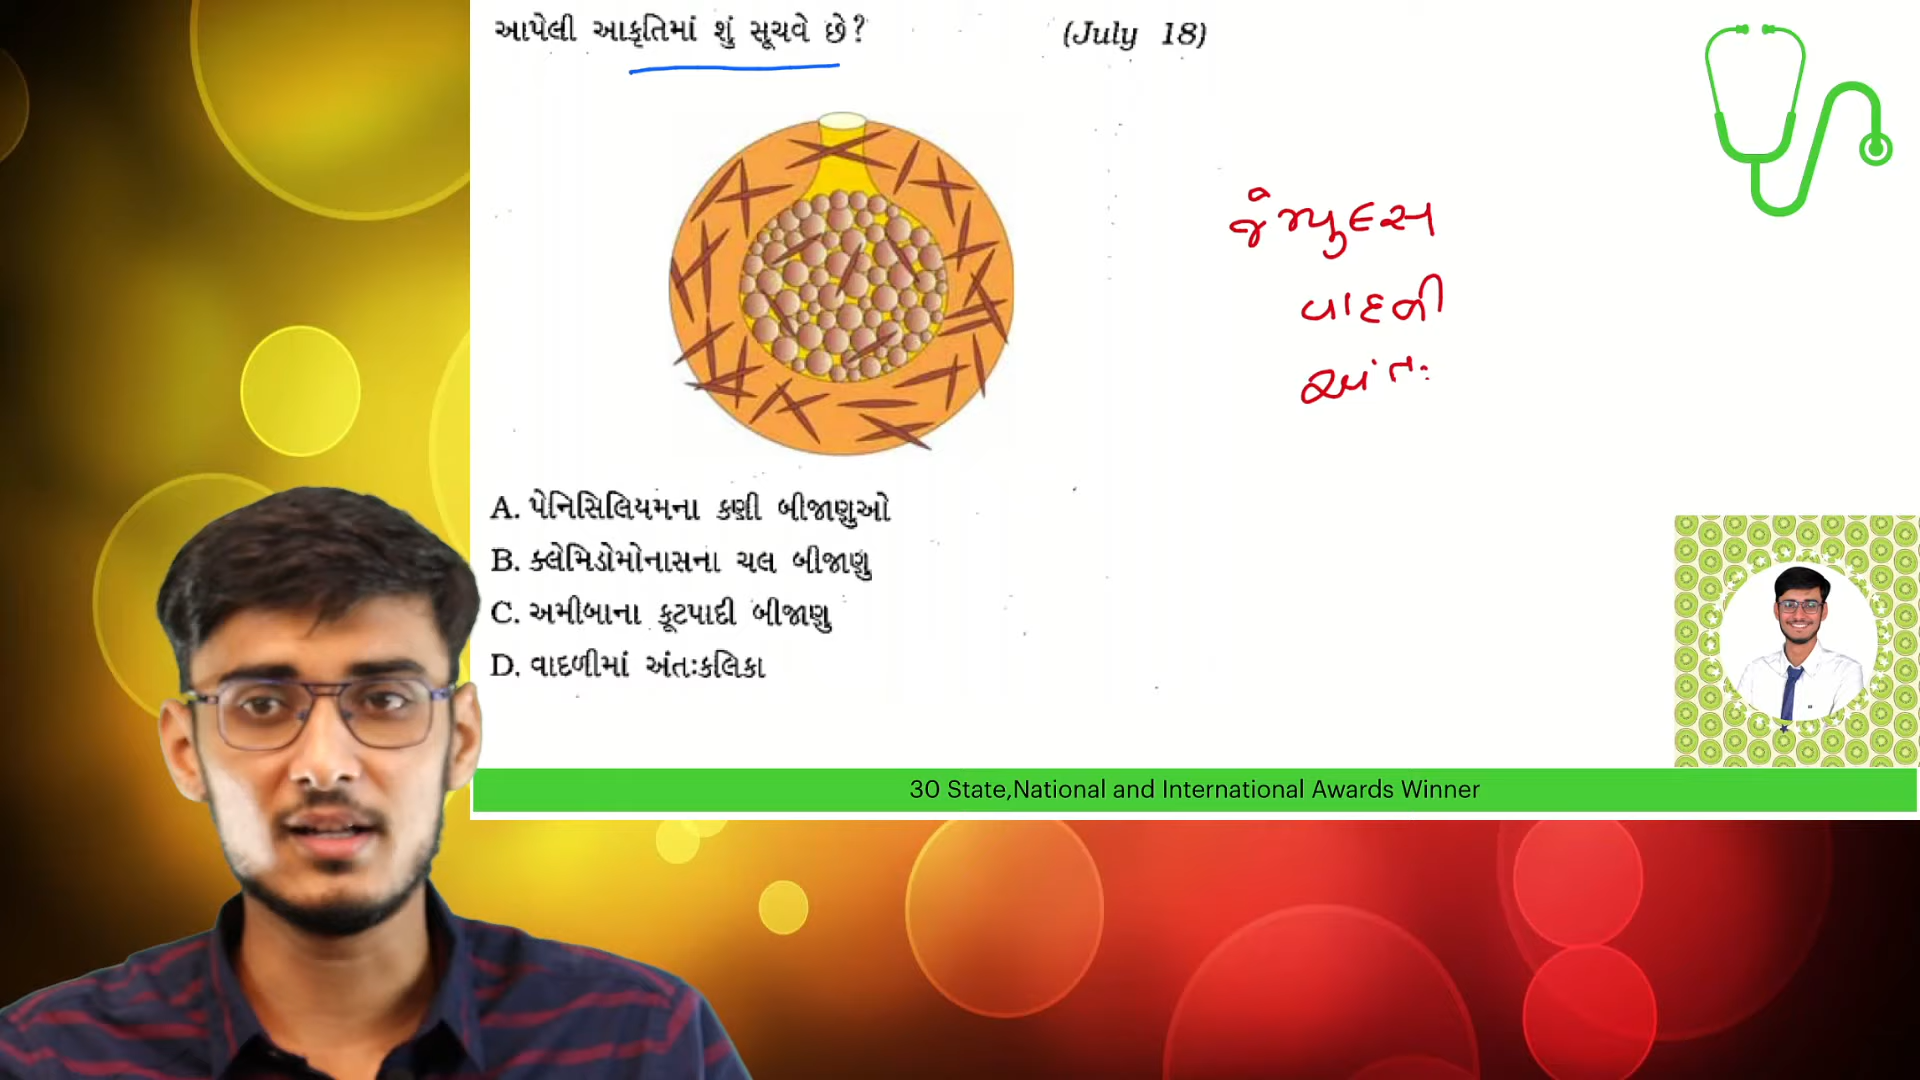 આપેલી આકૃતિમાં શું સૂચવે છે? (July 18)
જેમ્યુલ્સ
વાદળી
અંતઃ
A. પેનિસિલિયમના કણી બીજાણુઓ
B. ક્લેમિડોમોનાસના ચલ બીજાણુ
C. અમીબાના કૂટપાદી બીજાણુ
D. વાદળીમાં અંતઃકલિકા
30 State,National and International Awards Winner